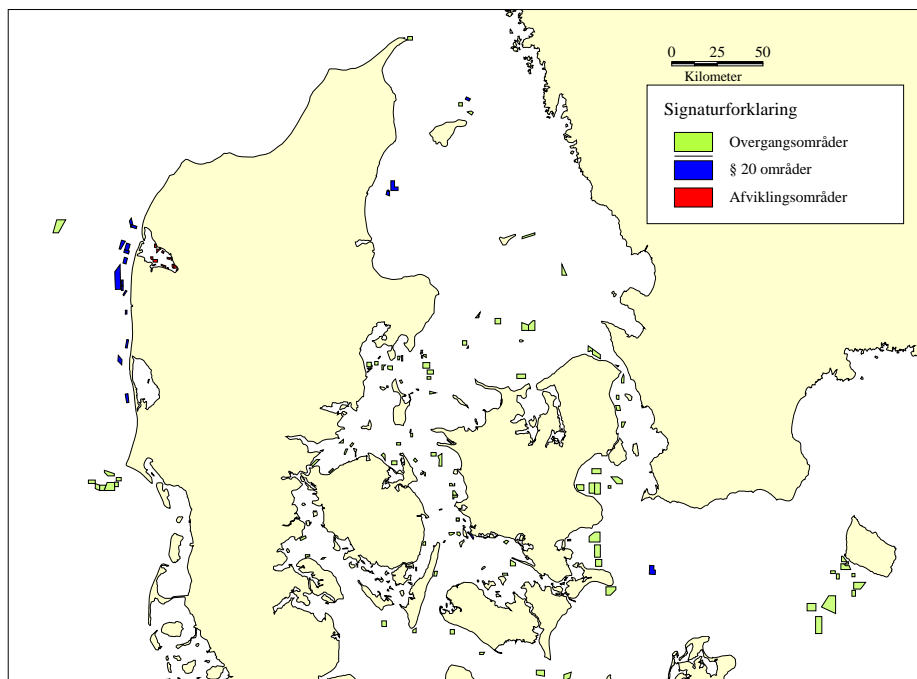 0 25 50
Kilometer
Signaturforklaring
Overgangsområder
§ 20 områder
Afviklingsområder